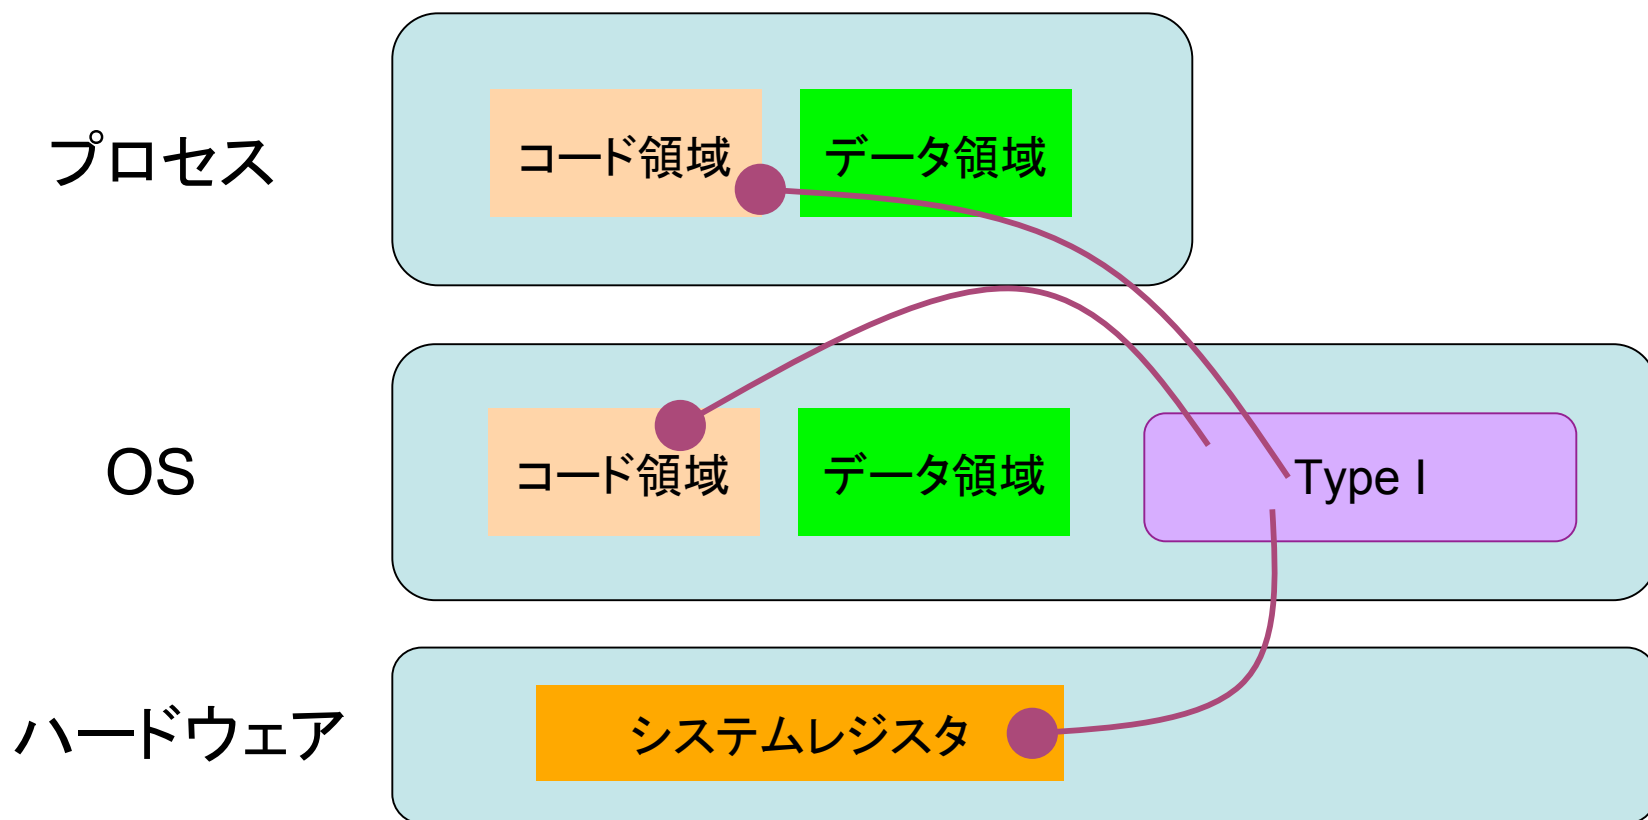 プロセス
コード領域
データ領域
OS
コード領域
データ領域
Type I
ハードウェア
システムレジスタ